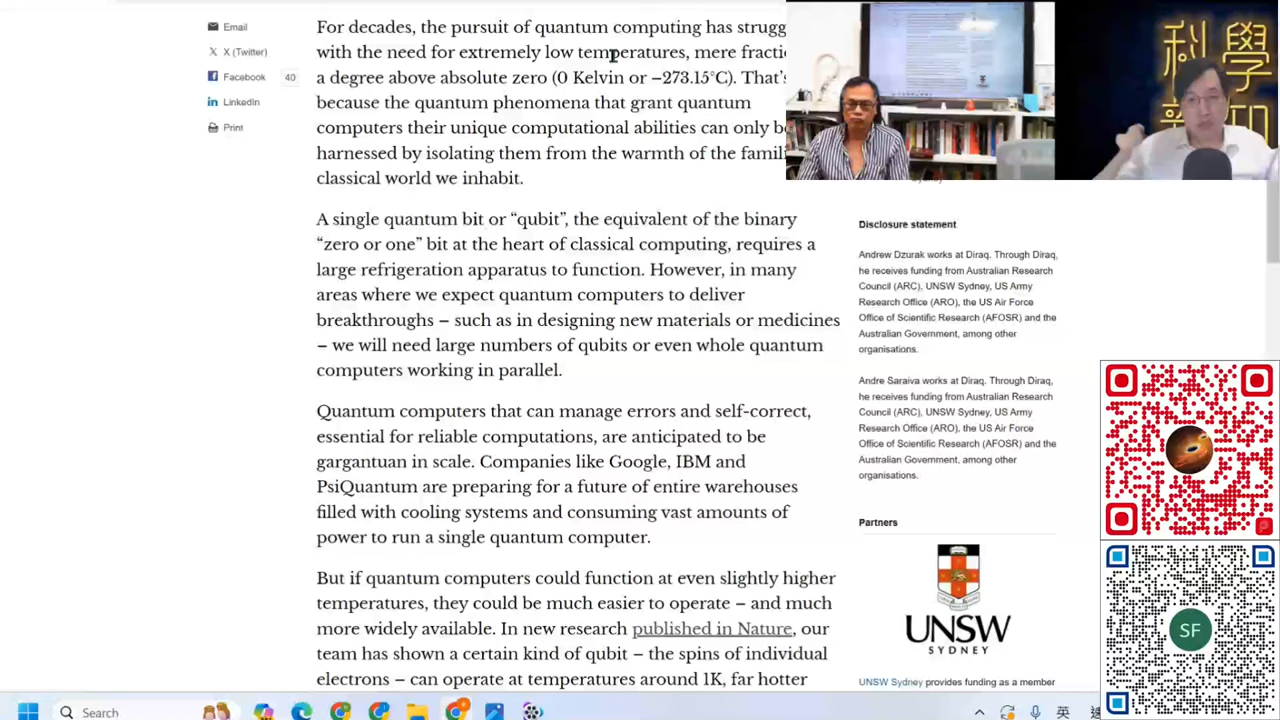 Email
X (Twitter)
Facebook 40
LinkedIn
Print
For decades, the pursuit of quantum computing has
with the need for extremely low temperatures, mere
a degree above absolute zero (0 Kelvin or –273.15°C). That's
because the quantum phenomena that grant quantum
computers their unique computational abilities can only
harnessed by isolating them from the warmth of the
classical world we inhabit.
A single quantum bit or “qubit”, the equivalent of the binary
“zero or one” bit at the heart of classical computing, requires a
large refrigeration apparatus to function. However, in many
areas where we expect quantum computers to deliver
breakthroughs – such as in designing new materials or medicines
– we will need large numbers of qubits or even whole quantum
computers working in parallel.
Quantum computers that can manage errors and self-correct,
essential for reliable computations, are anticipated to be
gargantuan in scale. Companies like Google, IBM and
PsiQuantum are preparing for a future of entire warehouses
filled with cooling systems and consuming vast amounts of
power to run a single quantum computer.
But if quantum computers could function at even slightly higher
temperatures, they could be much easier to operate – and much
more widely available. In new research published in Nature, our
team has shown a certain kind of qubit – the spins of individual
electrons – can operate at temperatures around 1K, far hotter
科學
Sydney
Disclosure statement
Andrew Dzurak works at Diraq. Through Diraq,
he receives funding from Australian Research
Council (ARC), UNSW Sydney, US Army
Research Office (ARO), the US Air Force
Office of Scientific Research (AFOSR) and the
Australian Government, among other
organisations.
Andre Saraiva works at Diraq. Through Diraq,
he receives funding from Australian Research
Council (ARC), UNSW Sydney, US Army
Research Office (ARO), the US Air Force
Office of Scientific Research (AFOSR) and the
Australian Government, among other
organisations.
Partners
UNSW
SYDNEY
UNSW Sydney provides funding as a member
SF
Search
英